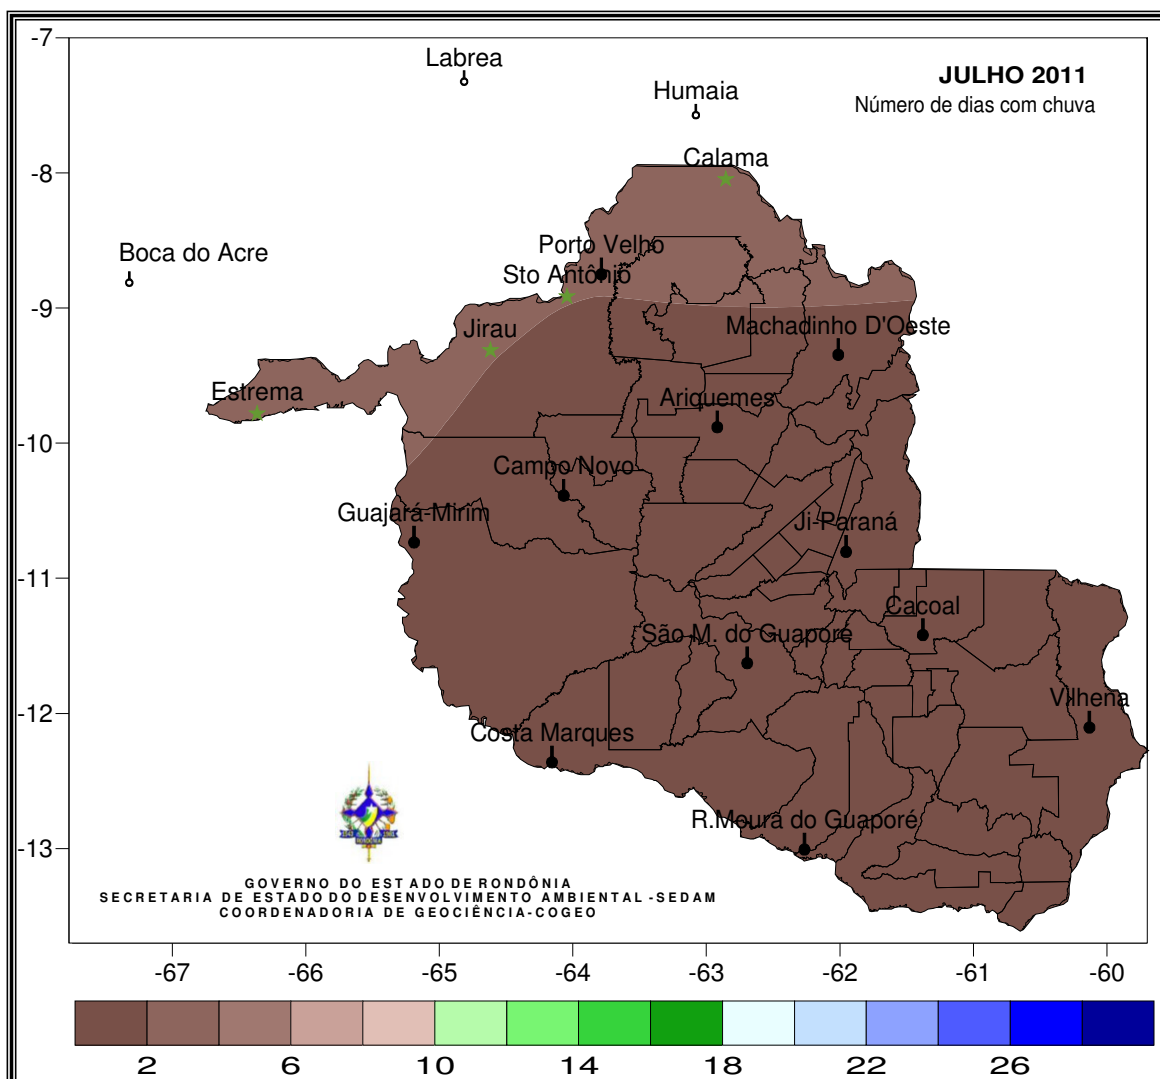 -7
Labrea
JULHO 2011
Humaia
Número de dias com chuva
Calama
-8
Porto Velho
Boca do Acre
Sto Antônio
-9
Jirau
Machadinho D'Oeste
Estrema
Ariquemes
-10
Campo Novo
Guajará-Mirim
Ji-Paraná
-11
Cacoal
São M. do Guaporé
Vilhena
-12
Costa Marques
R.Moura do Guaporé
-13
GOVERNO DO ESTADO DE RONDÔNIA
SECRETARIA DE ESTADO DO DESENVOLVIMENTO AMBIENTAL -SEDAM
COORDENADORIA DE GEOCIÊNCIA-COGEO
-67 -66 -65 -64 -63 -62 -61 -60
2 6 10 14 18 22 26